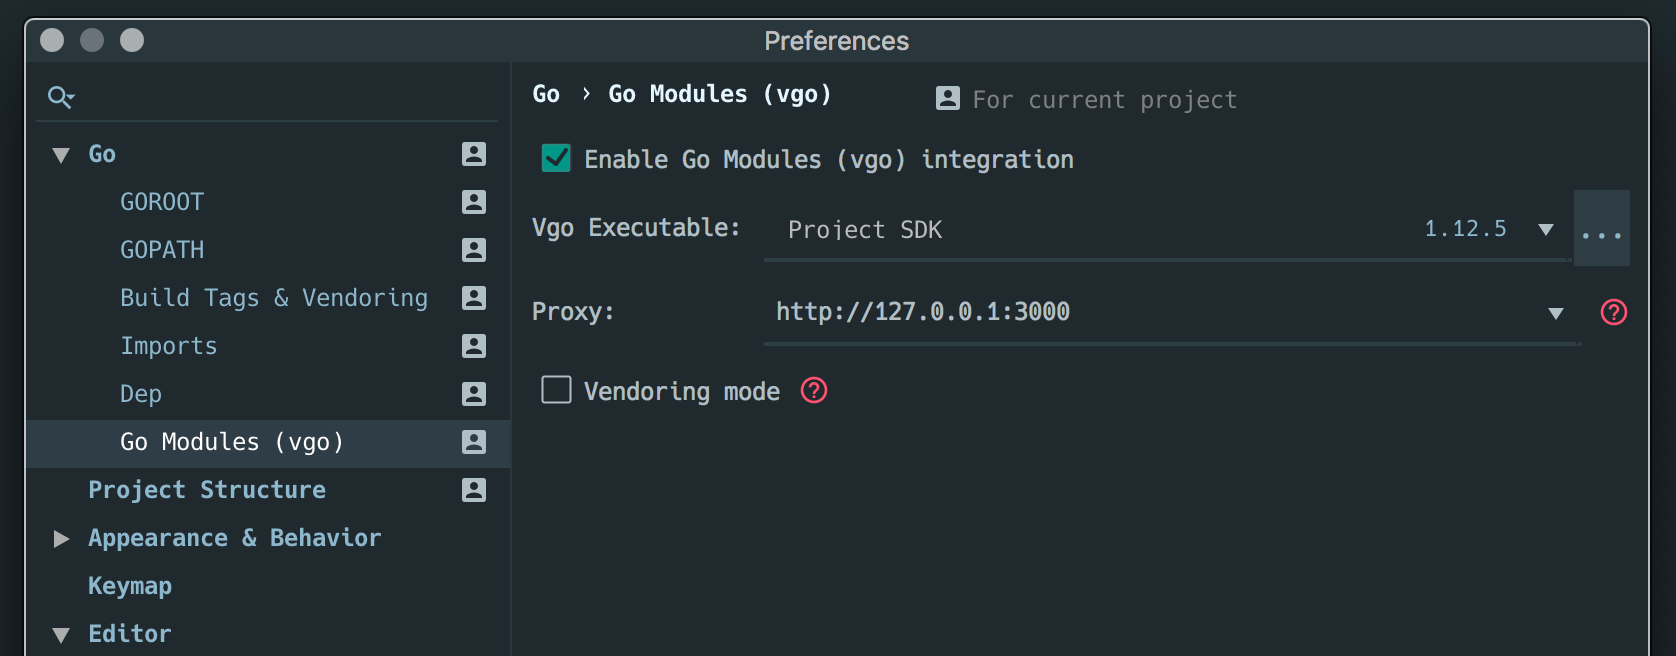 Preferences
Go
GOROOT
GOPATH
Build Tags & Vendoring
Imports
Dep
Go Modules (vgo)
Project Structure
Appearance & Behavior
Keymap
Editor
Go › Go Modules (vgo)
For current project
Enable Go Modules (vgo) integration
Vgo Executable: Project SDK 1.12.5 ...
Proxy: http://127.0.0.1:3000 ?
Vendoring mode ?